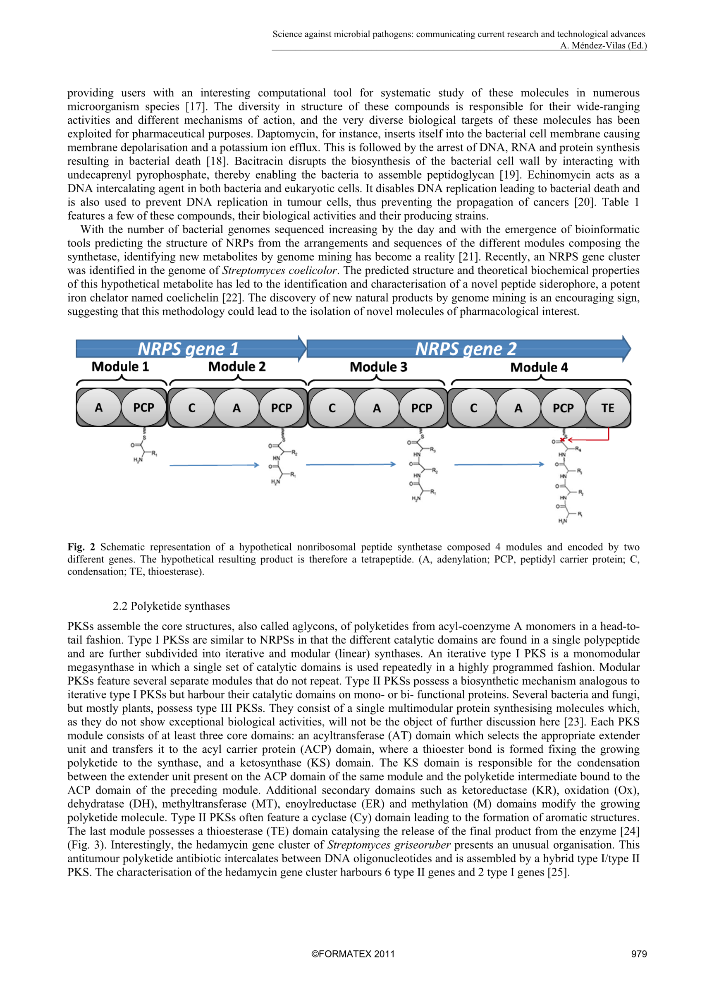 Science against microbial pathogens: communicating current research and technological advances
A. Méndez-Vilas (Ed.)
providing users with an interesting computational tool for systematic study of these molecules in numerous
microorganism species [17]. The diversity in structure of these compounds is responsible for their wide-ranging
activities and different mechanisms of action, and the very diverse biological targets of these molecules has been
exploited for pharmaceutical purposes. Daptomycin, for instance, inserts itself into the bacterial cell membrane causing
membrane depolarisation and a potassium ion efflux. This is followed by the arrest of DNA, RNA and protein synthesis
resulting in bacterial death [18]. Bacitracin disrupts the biosynthesis of the bacterial cell wall by interacting with
undecaprenyl pyrophosphate, thereby enabling the bacteria to assemble peptidoglycan [19]. Echinomycin acts as a
DNA intercalating agent in both bacteria and eukaryotic cells. It disables DNA replication leading to bacterial death and
is also used to prevent DNA replication in tumour cells, thus preventing the propagation of cancers [20]. Table 1
features a few of these compounds, their biological activities and their producing strains.
With the number of bacterial genomes sequenced increasing by the day and with the emergence of bioinformatic
tools predicting the structure of NRPs from the arrangements and sequences of the different modules composing the
synthetase, identifying new metabolites by genome mining has become a reality [21]. Recently, an NRPS gene cluster
was identified in the genome of Streptomyces coelicolor. The predicted structure and theoretical biochemical properties
of this hypothetical metabolite has led to the identification and characterisation of a novel peptide siderophore, a potent
iron chelator named coelichelin [22]. The discovery of new natural products by genome mining is an encouraging sign,
suggesting that this methodology could lead to the isolation of novel molecules of pharmacological interest.
NRPS gene 1 NRPS gene 2
Module 1 Module 2 Module 3 Module 4
A PCP C A PCP C A PCP C A PCP TE
S S S S
O O O O
R₁ R₂ R₃ R₄
H₂N HN HN HN
O O O
R₁ R₂ R₃
H₂N HN HN
O O
R₁ R₂
H₂N HN
O
R₁
H₂N
Fig. 2 Schematic representation of a hypothetical nonribosomal peptide synthetase composed 4 modules and encoded by two
different genes. The hypothetical resulting product is therefore a tetrapeptide. (A, adenylation; PCP, peptidyl carrier protein; C,
condensation; TE, thioesterase).
2.2 Polyketide synthases
PKSs assemble the core structures, also called aglycons, of polyketides from acyl-coenzyme A monomers in a head-to-
tail fashion. Type I PKSs are similar to NRPSs in that the different catalytic domains are found in a single polypeptide
and are further subdivided into iterative and modular (linear) synthases. An iterative type I PKS is a monomodular
megasynthase in which a single set of catalytic domains is used repeatedly in a highly programmed fashion. Modular
PKSs feature several separate modules that do not repeat. Type II PKSs possess a biosynthetic mechanism analogous to
iterative type I PKSs but harbour their catalytic domains on mono- or bi- functional proteins. Several bacteria and fungi,
but mostly plants, possess type III PKSs. They consist of a single multimodular protein synthesising molecules which,
as they do not show exceptional biological activities, will not be the object of further discussion here [23]. Each PKS
module consists of at least three core domains: an acyltransferase (AT) domain which selects the appropriate extender
unit and transfers it to the acyl carrier protein (ACP) domain, where a thioester bond is formed fixing the growing
polyketide to the synthase, and a ketosynthase (KS) domain. The KS domain is responsible for the condensation
between the extender unit present on the ACP domain of the same module and the polyketide intermediate bound to the
ACP domain of the preceding module. Additional secondary domains such as ketoreductase (KR), oxidation (Ox),
dehydratase (DH), methyltransferase (MT), enoylreductase (ER) and methylation (M) domains modify the growing
polyketide molecule. Type II PKSs often feature a cyclase (Cy) domain leading to the formation of aromatic structures.
The last module possesses a thioesterase (TE) domain catalysing the release of the final product from the enzyme [24]
(Fig. 3). Interestingly, the hedamycin gene cluster of Streptomyces griseoruber presents an unusual organisation. This
antitumour polyketide antibiotic intercalates between DNA oligonucleotides and is assembled by a hybrid type I/type II
PKS. The characterisation of the hedamycin gene cluster harbours 6 type II genes and 2 type I genes [25].
©FORMATEX 2011
979